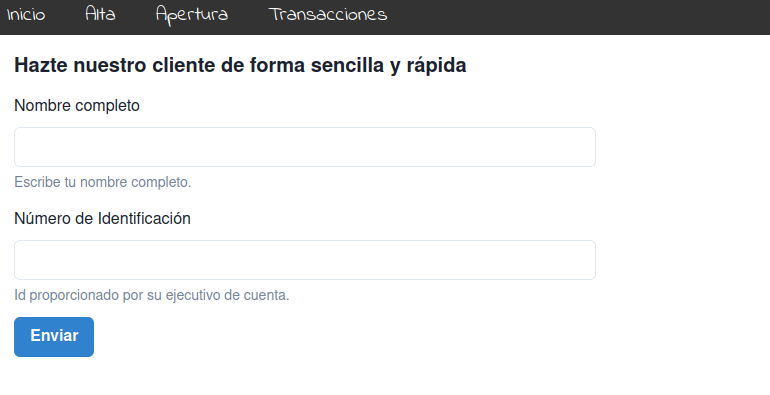 Inicio Alta Apertura Transacciones
Hazte nuestro cliente de forma sencilla y rápida
Nombre completo
Escribe tu nombre completo.
Número de Identificación
Id proporcionado por su ejecutivo de cuenta.
Enviar